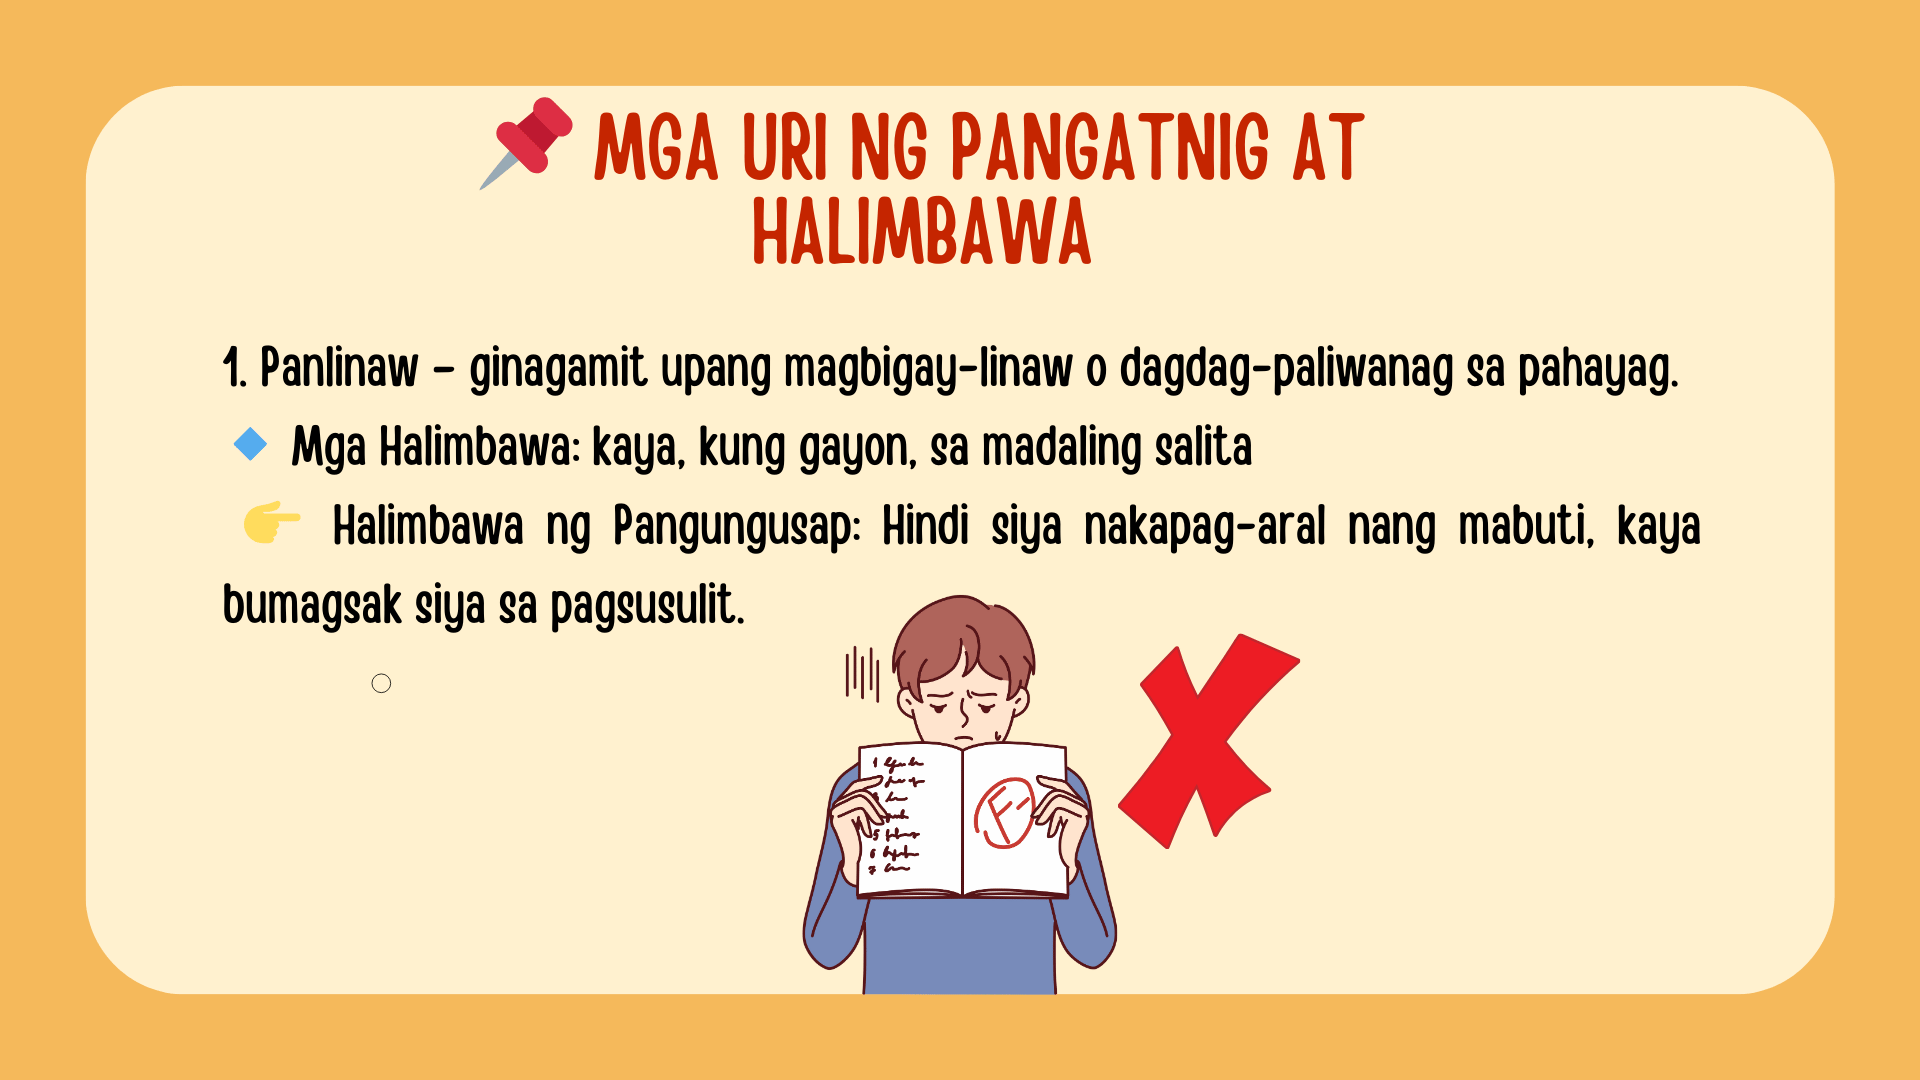 📌 MGA URI NG PANGATNIG AT
HALIMBAWA
1. Panlinaw – ginagamit upang magbigay-linaw o dagdag-paliwanag sa pahayag.
🔹 Mga Halimbawa: kaya, kung gayon, sa madaling salita
👉 Halimbawa ng Pangungusap: Hindi siya nakapag-aral nang mabuti, kaya
bumagsak siya sa pagsusulit.
F-